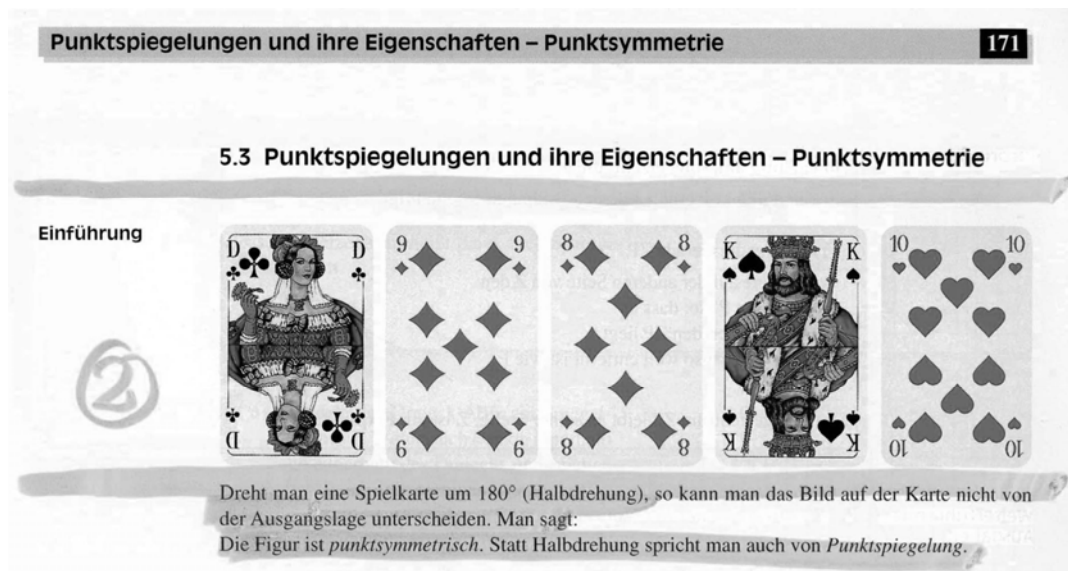 Punktspiegelungen und ihre Eigenschaften – Punktsymmetrie 171
5.3 Punktspiegelungen und ihre Eigenschaften – Punktsymmetrie
Einführung
D D 9 9 8 8 K K 10 10
2
D D 9 9 8 8 K K 10 10
Dreht man eine Spielkarte um 180° (Halbdrehung), so kann man das Bild auf der Karte nicht von
der Ausgangslage unterscheiden. Man sagt:
Die Figur ist punktsymmetrisch. Statt Halbdrehung spricht man auch von Punktspiegelung.